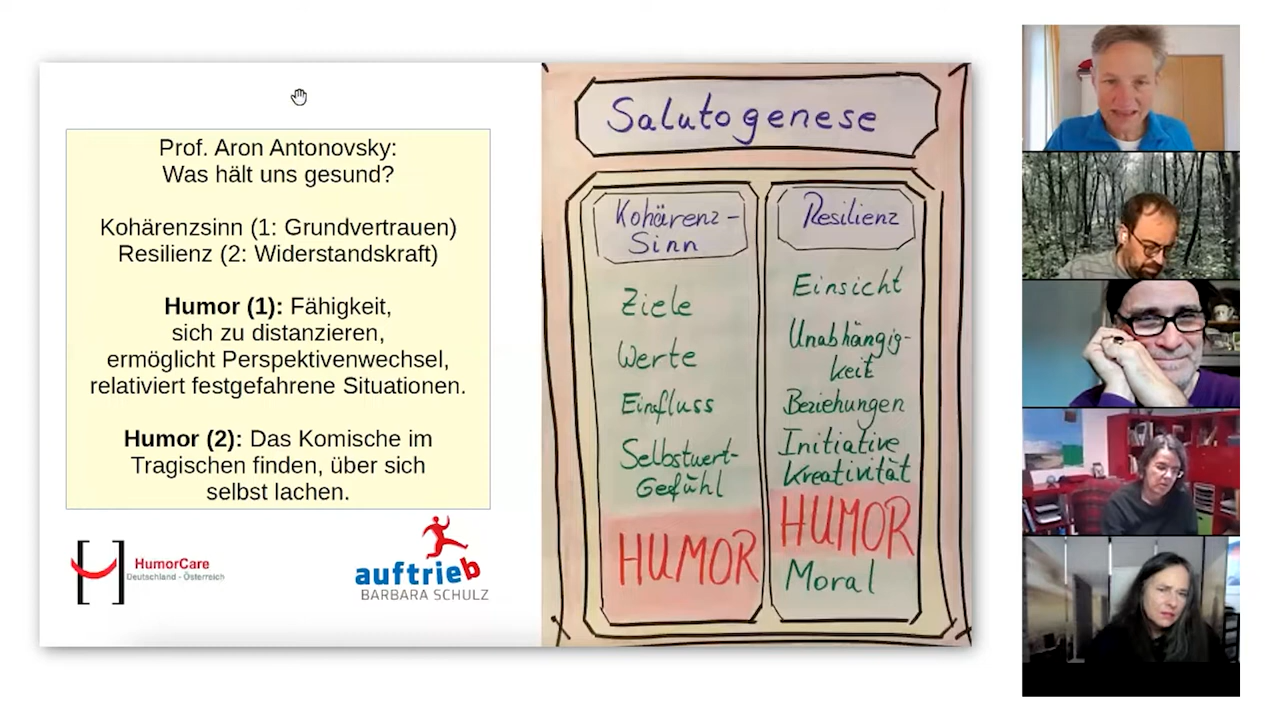 Prof. Aron Antonovsky:
Was hält uns gesund?
Kohärenzsinn (1: Grundvertrauen)
Resilienz (2: Widerstandskraft)
Humor (1): Fähigkeit,
sich zu distanzieren,
ermöglicht Perspektivenwechsel,
relativiert festgefahrene Situationen.
Humor (2): Das Komische im
Tragischen finden, über sich
selbst lachen.
HumorCare
Deutschland - Österreich
auftrieb
BARBARA SCHULZ
Salutogenese
Kohärenz-
Sinn
Ziele
Werte
Einfluss
Selbstwert-
Gefühl
HUMOR
Resilienz
Einsicht
Unabhängig-
keit
Beziehungen
Initiative
Kreativität
HUMOR
Moral